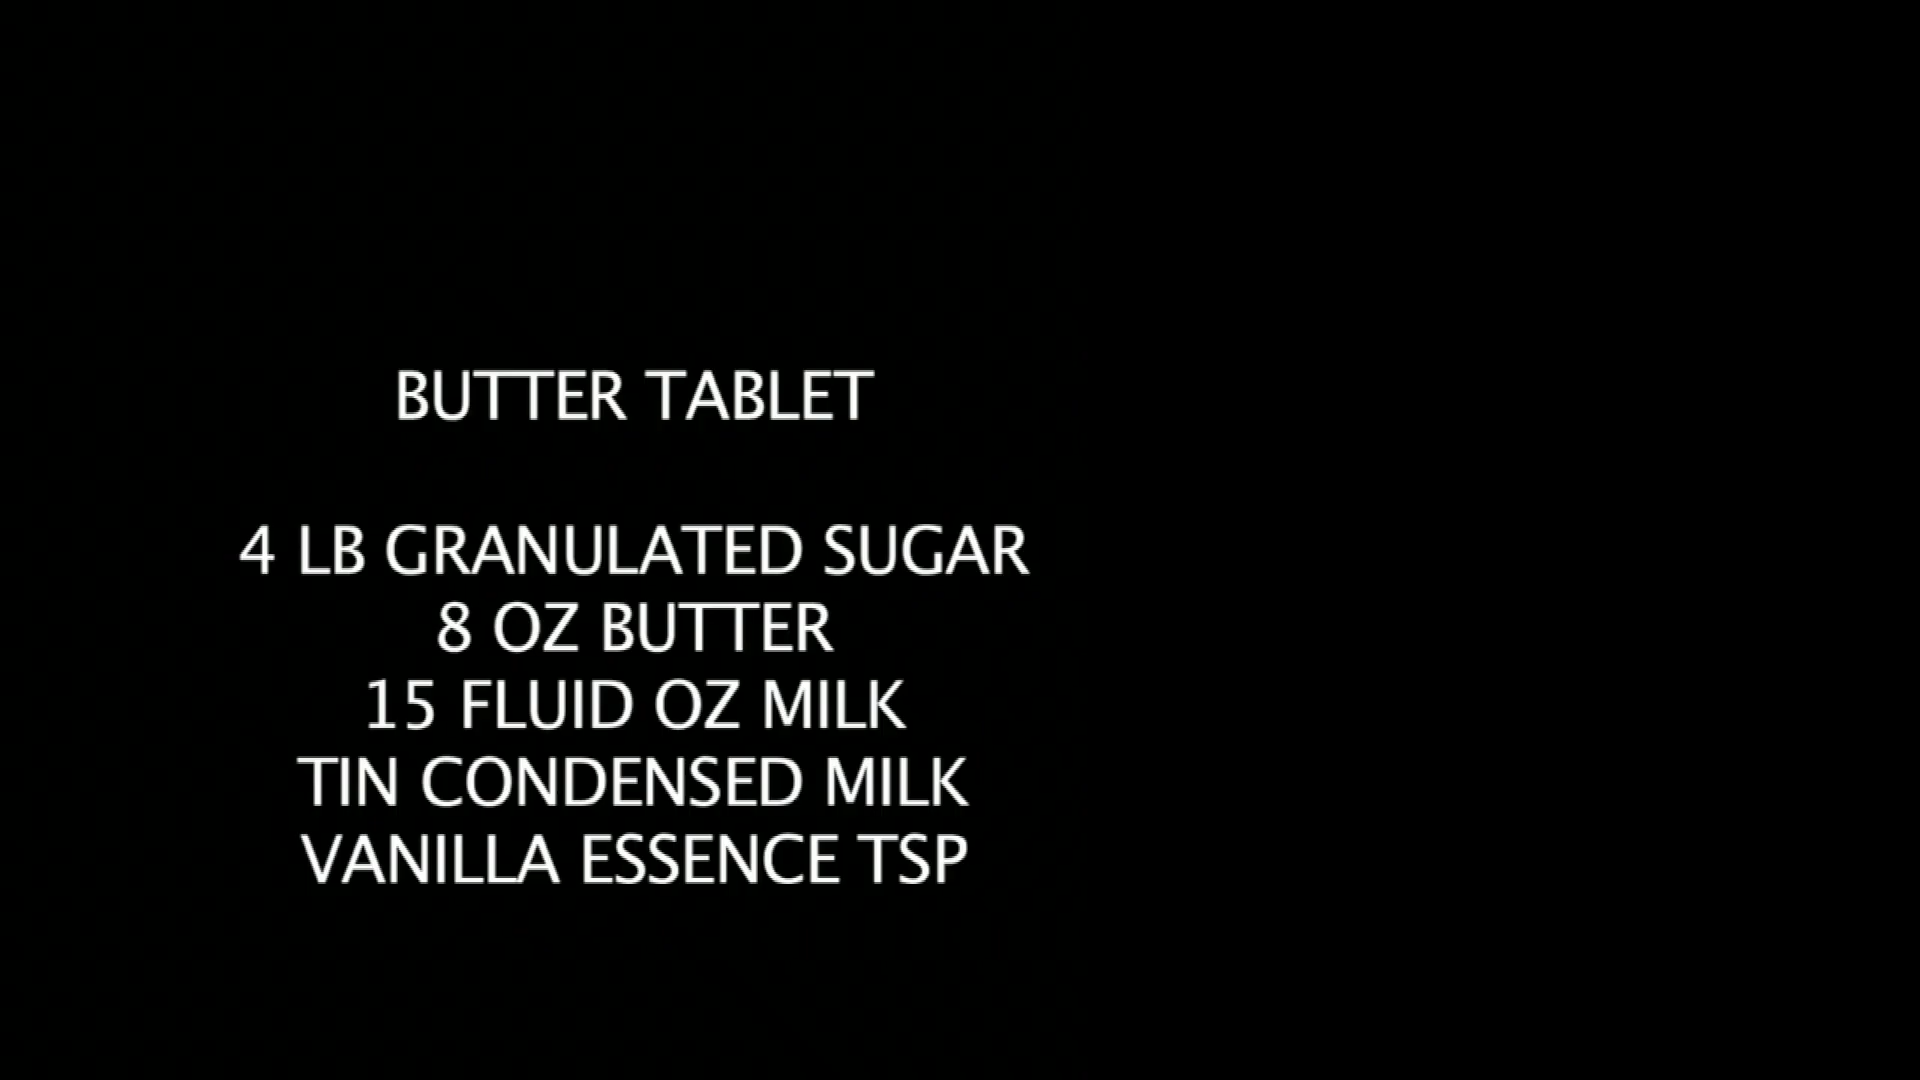 BUTTER TABLET
4 LB GRANULATED SUGAR
8 OZ BUTTER
15 FLUID OZ MILK
TIN CONDENSED MILK
VANILLA ESSENCE TSP